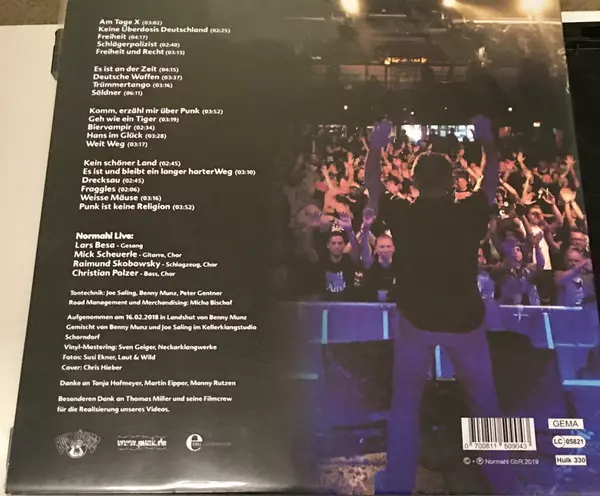 Am Tage X (03:02)
Keine Überdosis Deutschland (02:25)
Freiheit (04:17)
Schlägerpolizist (02:40)
Freiheit und Recht (03:13)
Es ist an der Zeit (04:15)
Deutsche Waffen (03:37)
Trümmertango (03:16)
Söldner (06:11)
Komm, erzähl mir über Punk (03:52)
Geh wie ein Tiger (03:19)
Biervampir (02:34)
Hans im Glück (03:28)
Weit Weg (03:17)
Kein schöner Land (02:45)
Es ist und bleibt ein langer harterWeg (03:10)
Drecksau (02:45)
Fraggles (02:06)
Weisse Mäuse (03:16)
Punk ist keine Religion (03:52)
Normahl Live:
Lars Besa - Gesang
Mick Scheuerle - Gitarre, Chor
Raimund Skobowsky - Schlagzeug, Chor
Christian Polzer - Bass, Chor
Tontechnik: Joe Saling, Benny Munz, Peter Gentner
Road Management und Merchandising: Micha Bischof
Aufgenommen am 16.02.2018 in Landshut von Benny Munz
Gemischt von Benny Munz und Joe Saling im Kellerklangstudio
Schorndorf
Vinyl-Mastering: Sven Geiger, Neckarklangwerke
Fotos: Susi Ekner, Laut & Wild
Cover: Chris Hieber
Danke an Tanja Hofmeyer, Martin Eipper, Manny Rutzen
Besonderen Dank an Thomas Miller und seine Filmcrew
für die Realisierung unseres Videos.
0 700811 509043
GEMA
LC 05821
Hulk 330
© + ℗ Normahl GbR 2019